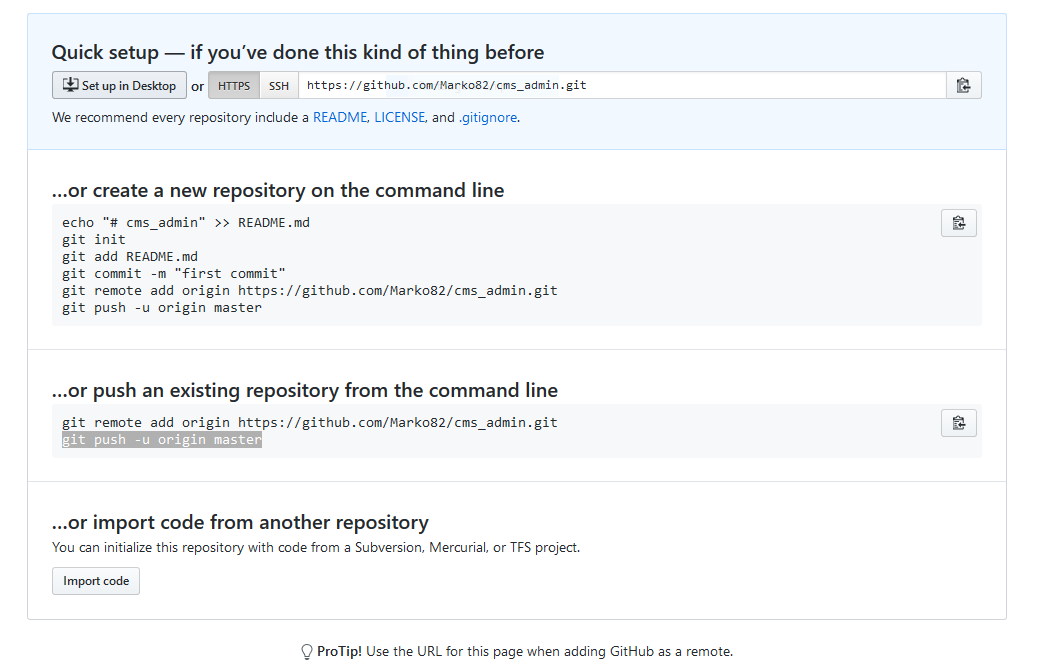 Quick setup — if you’ve done this kind of thing before
Set up in Desktop or HTTPS SSH https://github.com/Marko82/cms_admin.git
We recommend every repository include a README, LICENSE, and .gitignore.
…or create a new repository on the command line
echo "# cms_admin" >> README.md
git init
git add README.md
git commit -m "first commit"
git remote add origin https://github.com/Marko82/cms_admin.git
git push -u origin master
…or push an existing repository from the command line
git remote add origin https://github.com/Marko82/cms_admin.git
git push -u origin master
…or import code from another repository
You can initialize this repository with code from a Subversion, Mercurial, or TFS project.
Import code
ProTip! Use the URL for this page when adding GitHub as a remote.